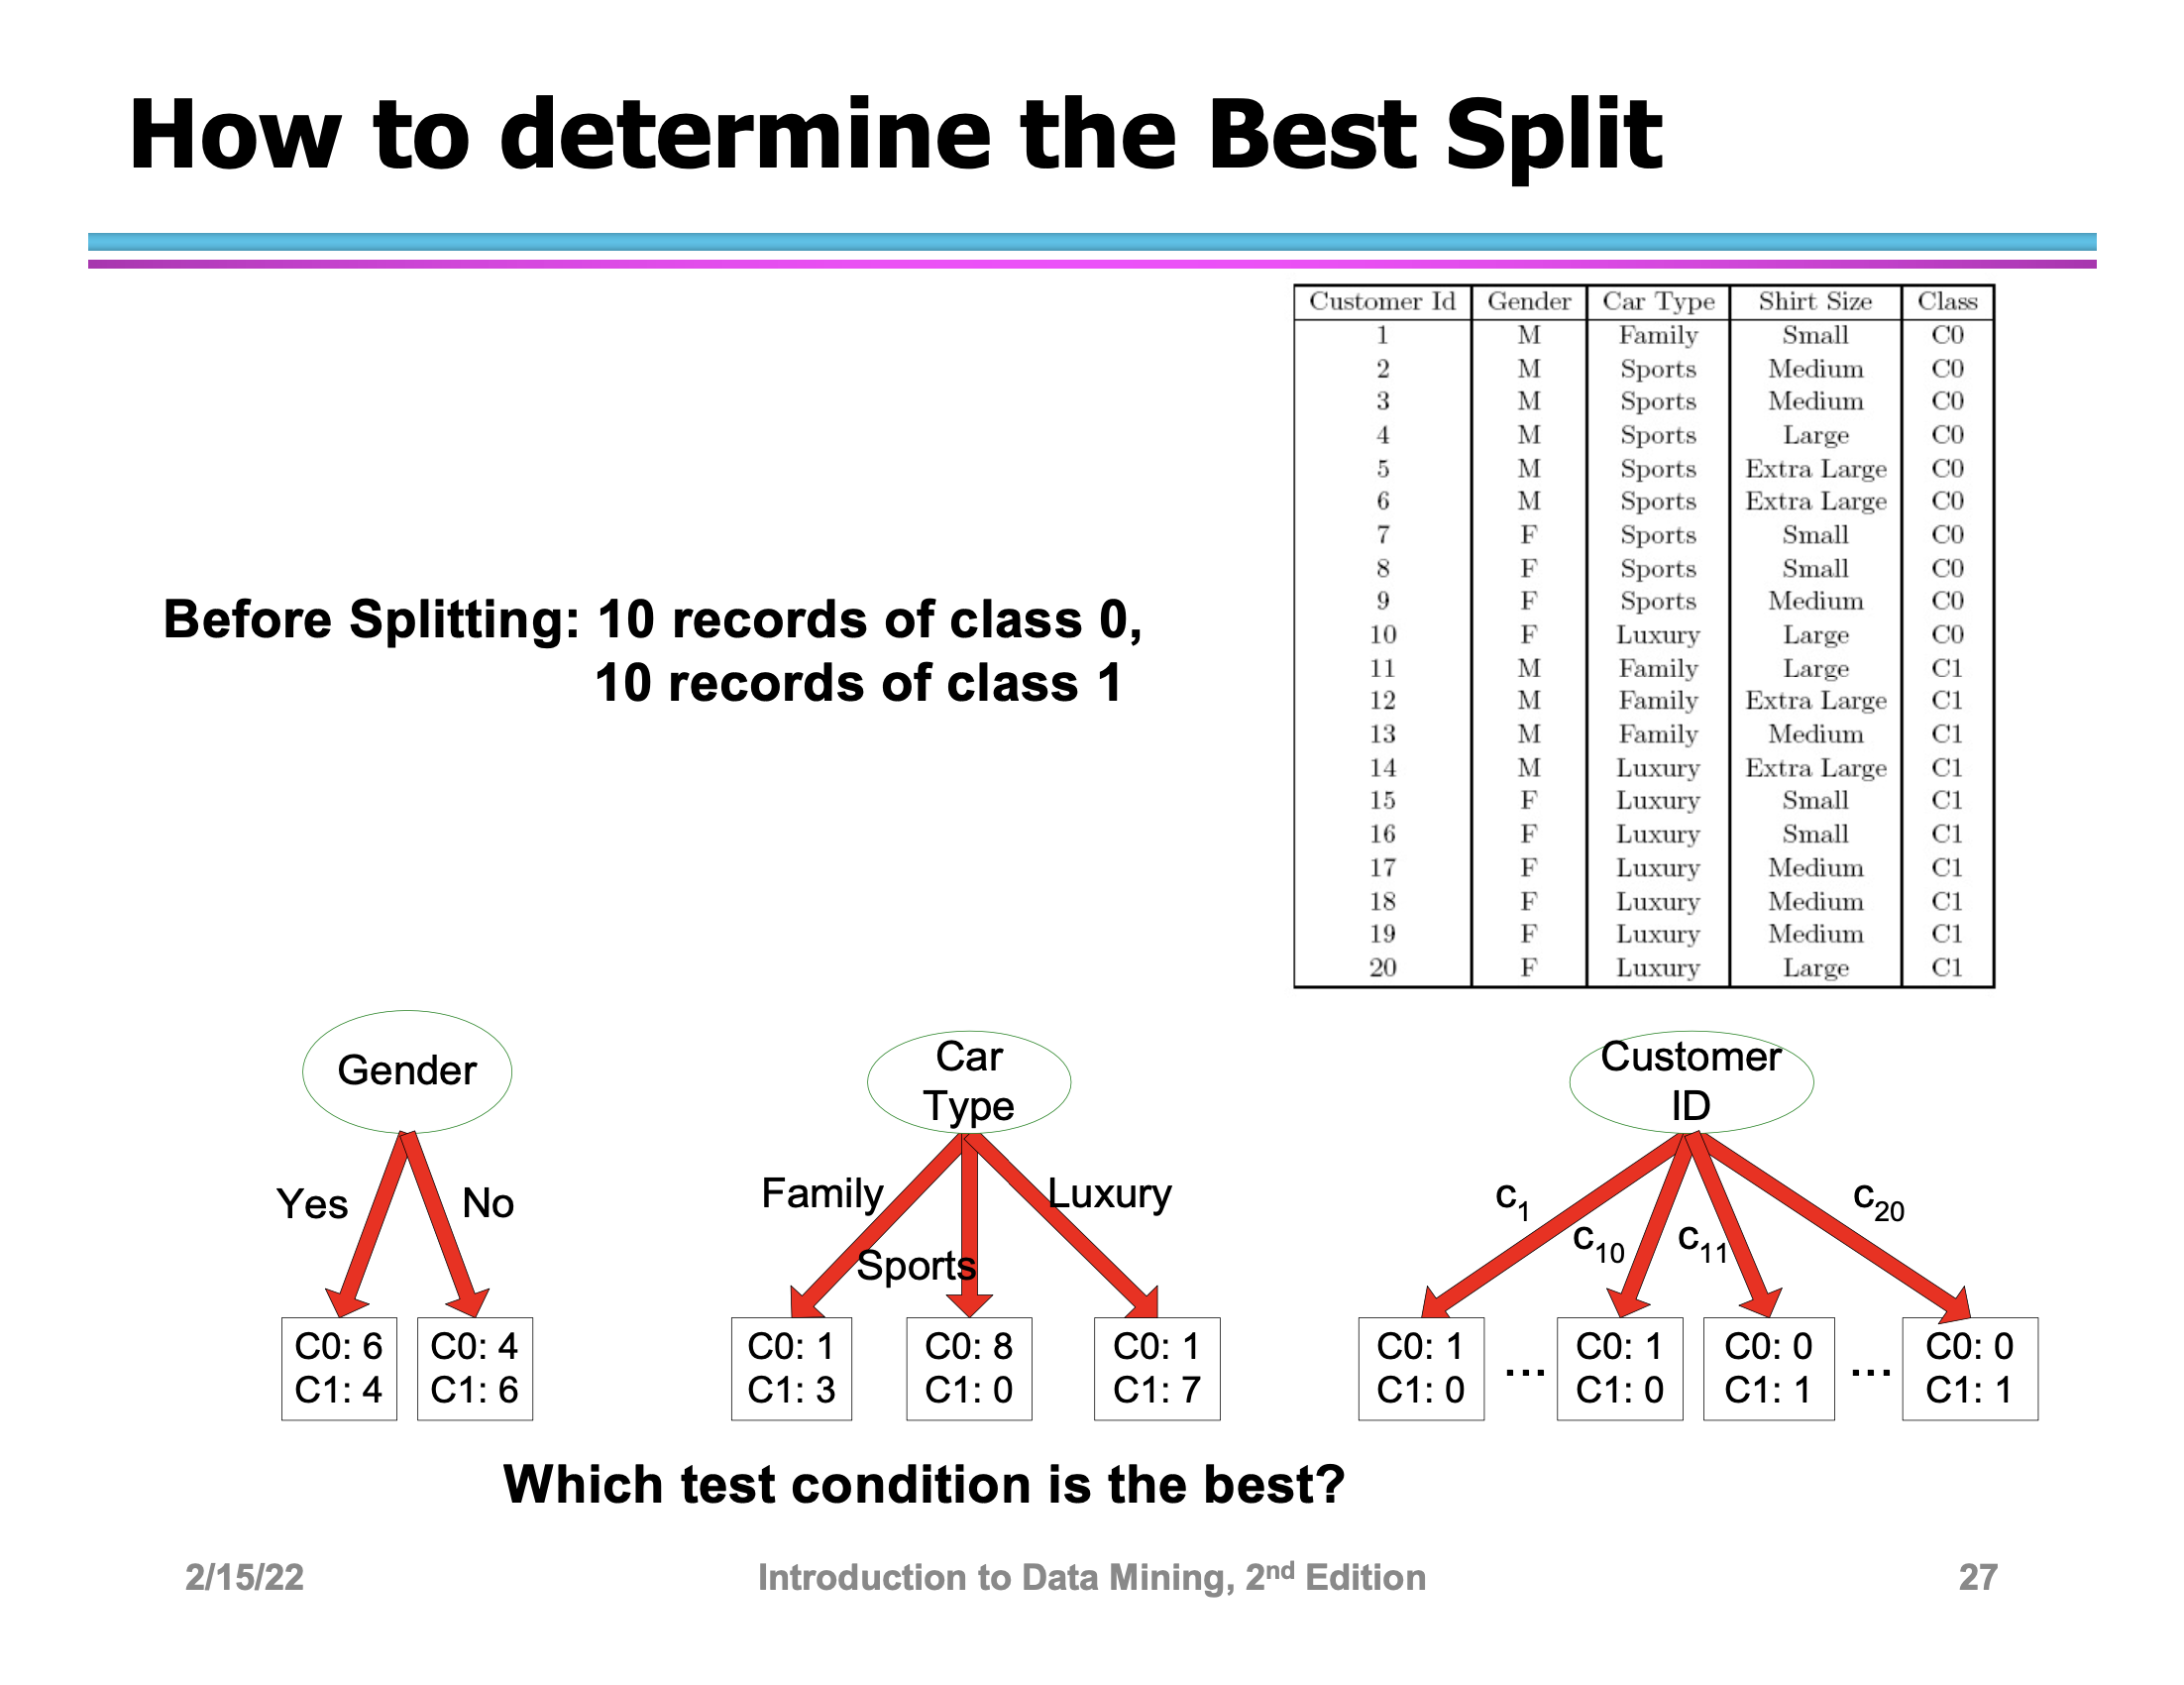 How to determine the Best Split
Customer Id Gender Car Type Shirt Size Class
1 M Family Small C0
2 M Sports Medium C0
3 M Sports Medium C0
4 M Sports Large C0
5 M Sports Extra Large C0
6 M Sports Extra Large C0
7 F Sports Small C0
8 F Sports Small C0
9 F Sports Medium C0
10 F Luxury Large C0
11 M Family Large C1
12 M Family Extra Large C1
13 M Family Medium C1
14 M Luxury Extra Large C1
15 F Luxury Small C1
16 F Luxury Small C1
17 F Luxury Medium C1
18 F Luxury Medium C1
19 F Luxury Medium C1
20 F Luxury Large C1
Before Splitting: 10 records of class 0,
10 records of class 1
Gender
Yes No
C0: 6 C0: 4
C1: 4 C1: 6
Car
Type
Family Luxury
Sports
C0: 1 C0: 8 C0: 1
C1: 3 C1: 0 C1: 7
Customer
ID
c1 c20
c10 c11
C0: 1 ... C0: 1 C0: 0 ... C0: 0
C1: 0 C1: 0 C1: 1 C1: 1
Which test condition is the best?
2/15/22 Introduction to Data Mining, 2nd Edition 27